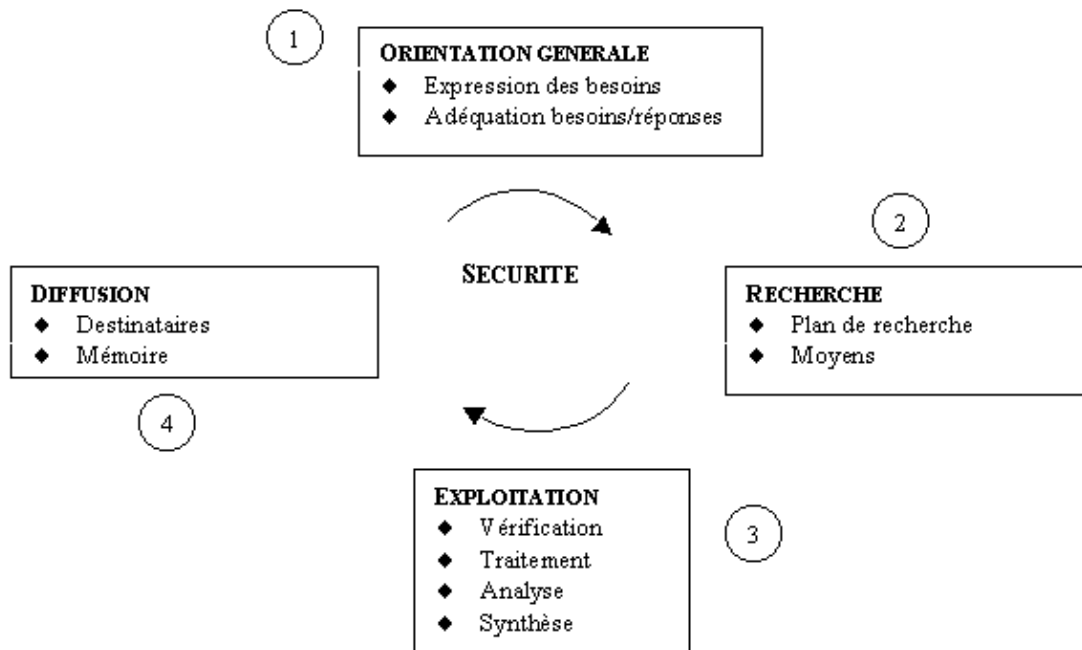 1
ORIENTATION GENERALE
◆ Expression des besoins
◆ Adéquation besoins/réponses
2
SECURITE
DIFFUSION
◆ Destinataires
◆ Mémoire
RECHERCHE
◆ Plan de recherche
◆ Moyens
4
EXPLOITATION
◆ Vérification
◆ Traitement
◆ Analyse
◆ Synthèse
3